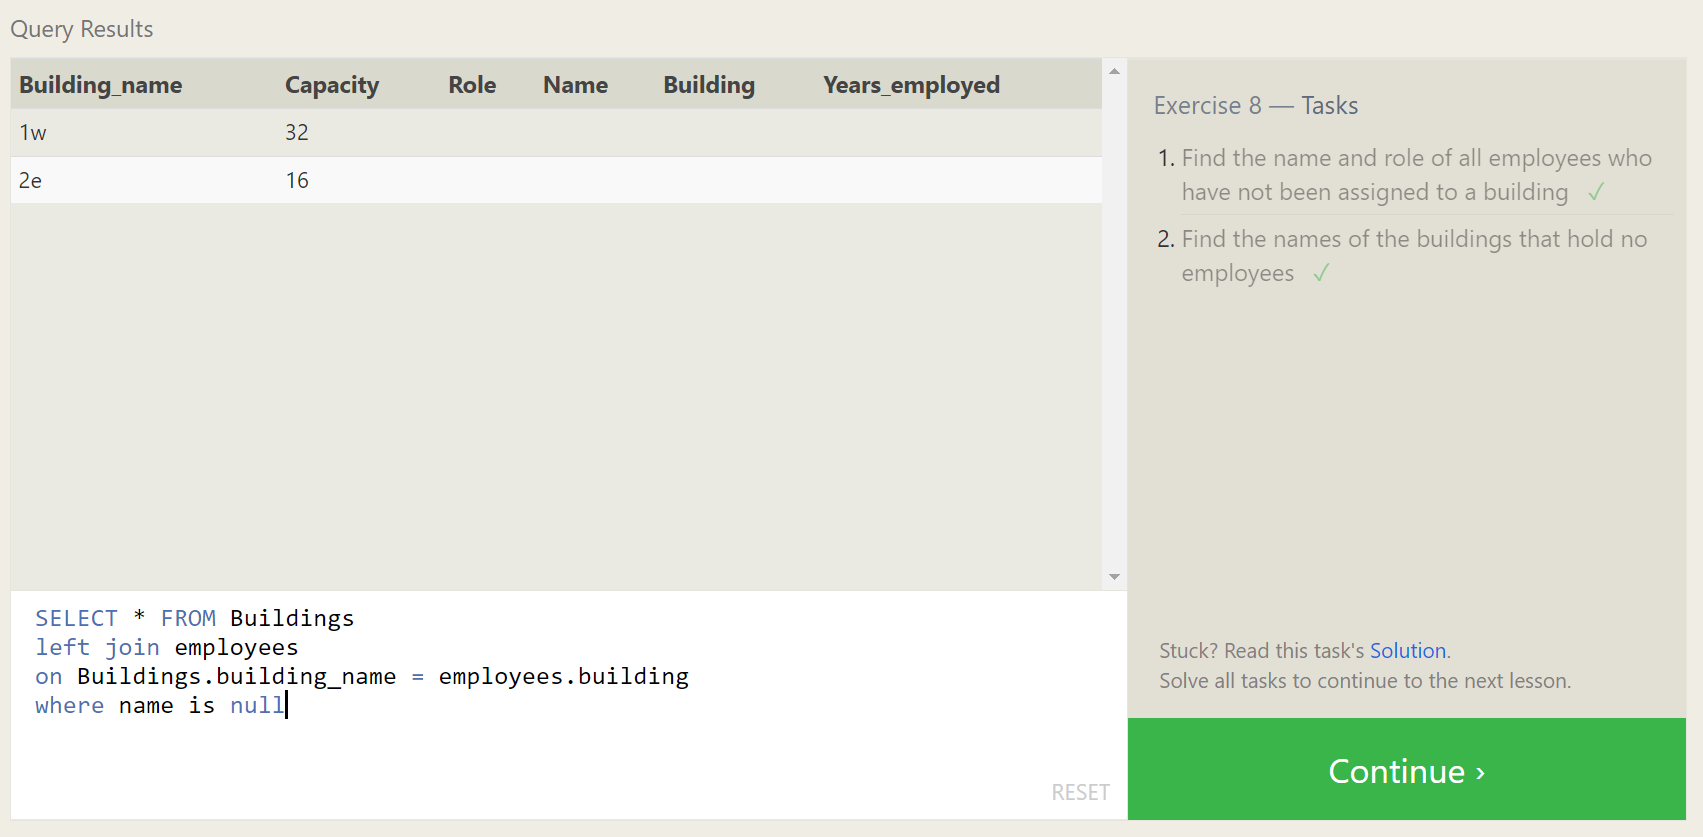 Query Results
Building_name Capacity Role Name Building Years_employed
1w 32
2e 16
SELECT * FROM Buildings
left join employees
on Buildings.building_name = employees.building
where name is null
RESET
Exercise 8 — Tasks
1. Find the name and role of all employees who
have not been assigned to a building ✓
2. Find the names of the buildings that hold no
employees ✓
Stuck? Read this task's Solution.
Solve all tasks to continue to the next lesson.
Continue ›